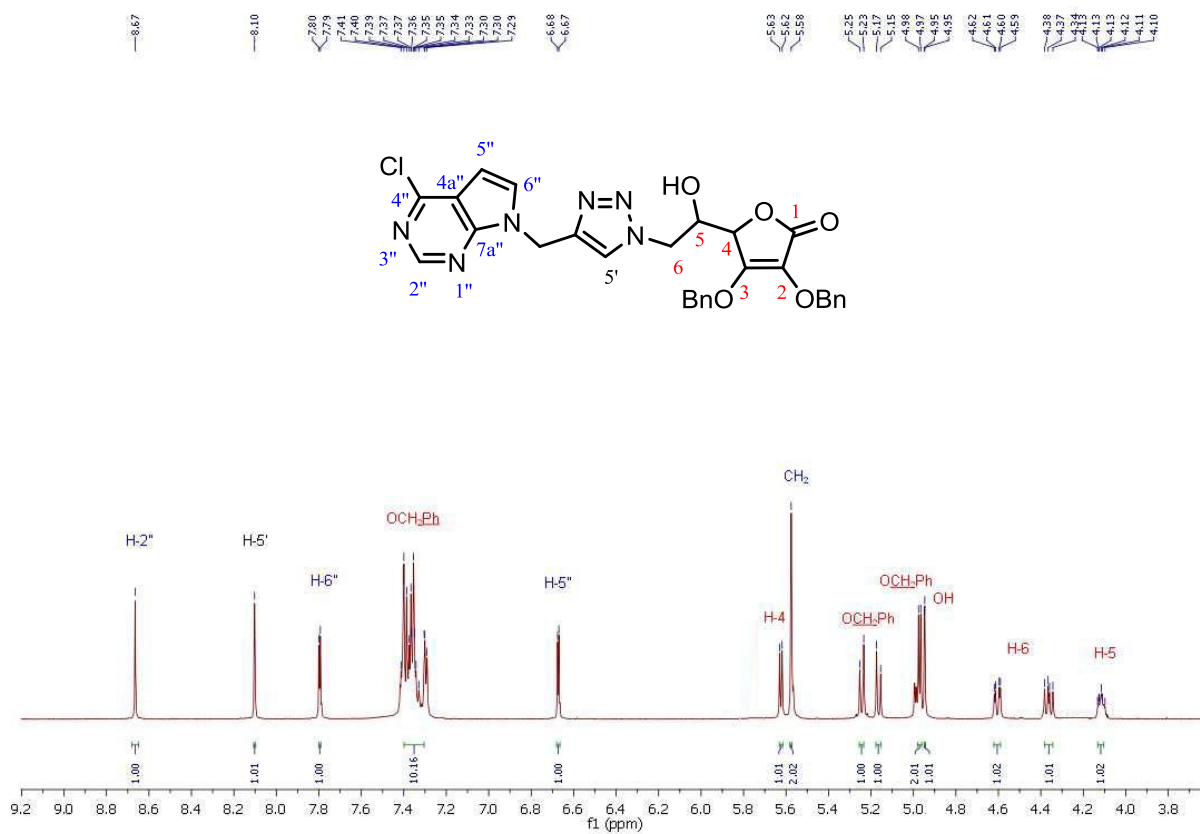 8.67 8.10 7.80 7.79 7.41 7.40 7.39 7.37 7.37 7.36 7.35 7.35 7.34 7.33 7.30 7.30 7.29 6.68 6.67 5.63 5.62 5.58 5.25 5.23 5.17 5.15 4.98 4.97 4.95 4.95 4.62 4.61 4.60 4.59 4.38 4.37 4.34 4.13 4.13 4.13 4.12 4.11 4.10
Cl 5''
4'' 4a'' 6''
N=N N HO O 1 O
N N N 5 4
3'' N 7a'' 5' 6
2'' 1'' BnO 3 2 OBn
CH₂
OCH₂Ph
H-2'' H-5' H-6'' H-5'' H-4 OCH₂Ph OCH₂Ph OH H-6 H-5
1.00 1.01 1.00 10.16 1.00 1.01 2.02 1.00 1.00 2.01 1.01 1.02 1.01 1.02
9.2 9.0 8.8 8.6 8.4 8.2 8.0 7.8 7.6 7.4 7.2 7.0 6.8 6.6 6.4 6.2 6.0 5.8 5.6 5.4 5.2 5.0 4.8 4.6 4.4 4.2 4.0 3.8
f1 (ppm)